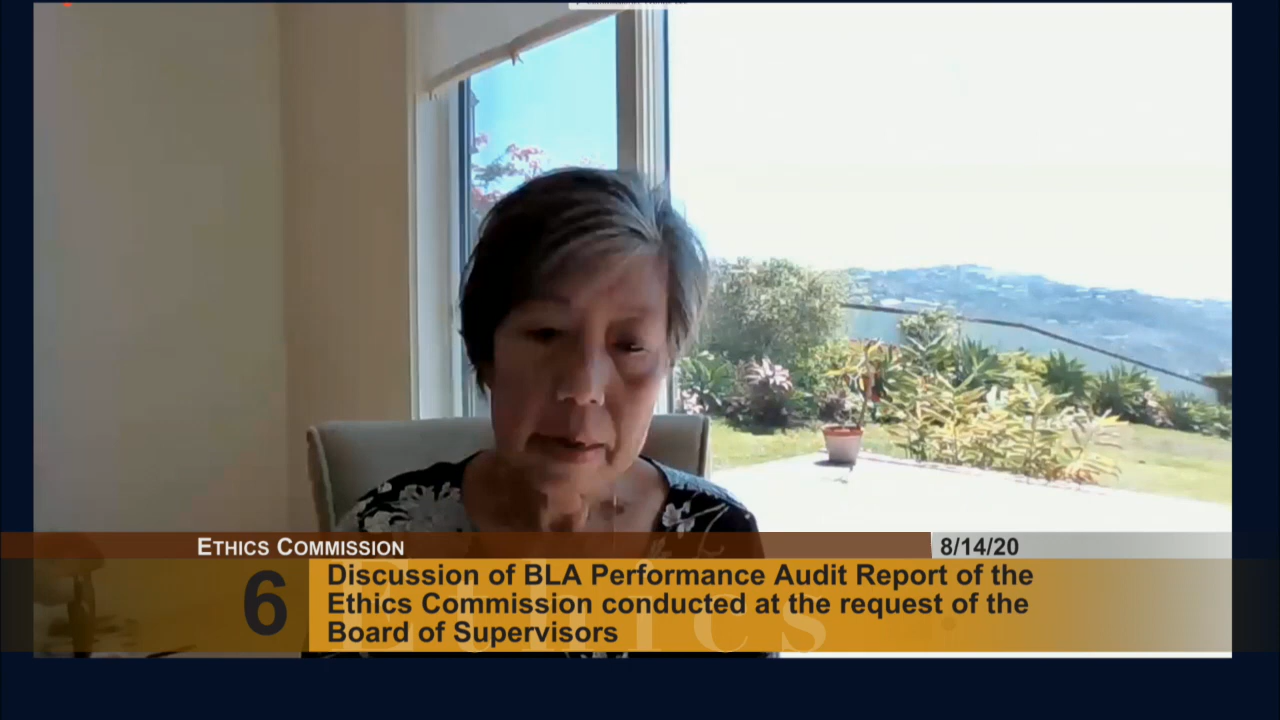 ETHICS COMMISSION
8/14/20
6
Discussion of BLA Performance Audit Report of the
Ethics Commission conducted at the request of the
Board of Supervisors
Ethics